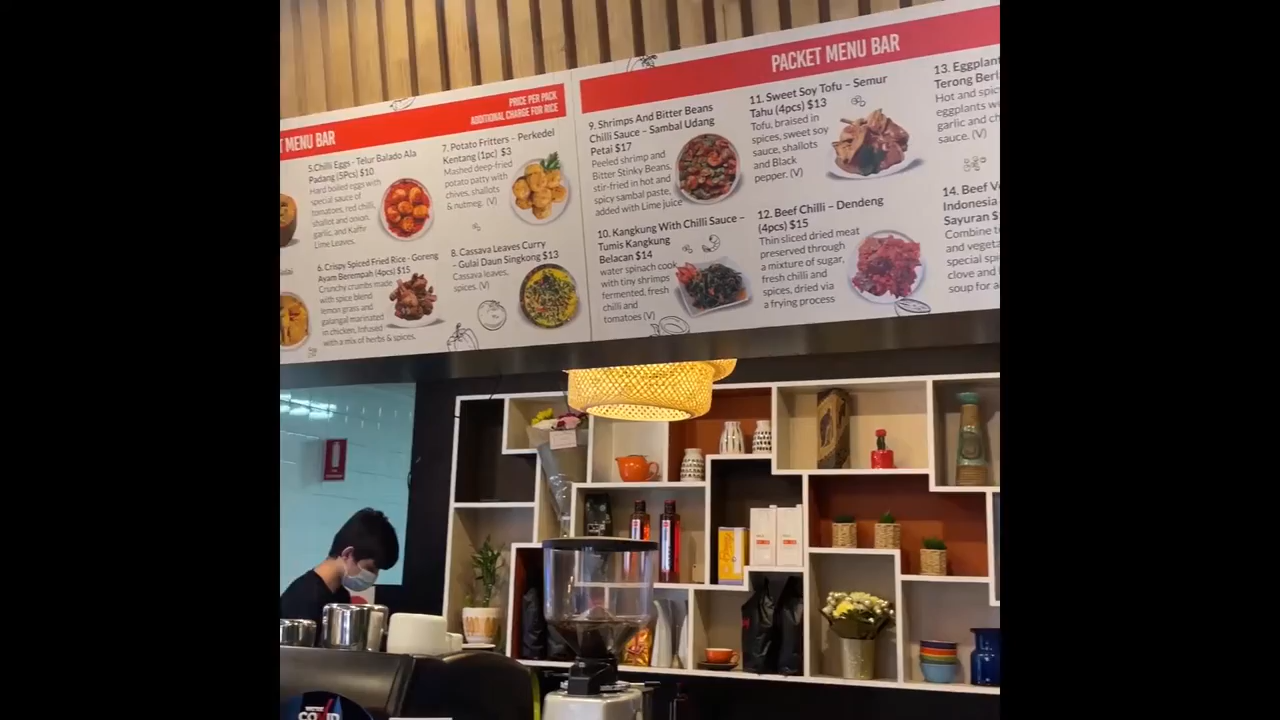 T MENU BAR
PRICE PER PACK
ADDITIONAL CHARGE FOR RICE
5.Chilli Eggs - Telur Balado Ala
Padang (5Pcs) $10
Hard boiled eggs with
special sauce of
tomatoes, red chilli,
shallot and onion,
garlic, and Kaffir
Lime Leaves.
6. Crispy Spiced Fried Rice - Goreng
Ayam Berempah (4pcs) $15
Crunchy crumbs made
with spice blend
lemon grass and
galangal marinated
in chicken, Infused
with a mix of herbs & spices.
7. Potato Fritters – Perkedel
Kentang (1pc) $3
Mashed deep-fried
potato patty with
chives, shallots
& nutmeg. (V)
8. Cassava Leaves Curry
– Gulai Daun Singkong $13
Cassava leaves,
spices. (V)
PACKET MENU BAR
9. Shrimps And Bitter Beans
Chilli Sauce – Sambal Udang
Petai $17
Peeled shrimp and
Bitter Stinky Beans,
stir-fried in hot and
spicy sambal paste,
added with Lime juice
10. Kangkung With Chilli Sauce –
Tumis Kangkung
Belacan $14
water spinach cook
with tiny shrimps
fermented, fresh
chilli and
tomatoes (V)
11. Sweet Soy Tofu – Semur
Tahu (4pcs) $13
Tofu, braised in
spices, sweet soy
sauce, shallots
and Black
pepper. (V)
12. Beef Chilli – Dendeng
(4pcs) $15
Thin sliced dried meat
preserved through
a mixture of sugar,
fresh chilli and
spices, dried via
a frying process
13. Eggplan
Terong Berl
Hot and spic
eggplants w
garlic and ch
sauce. (V)
14. Beef V
Indonesia
Sayuran S
Combine t
and vegeta
special sp
clove and
soup for a